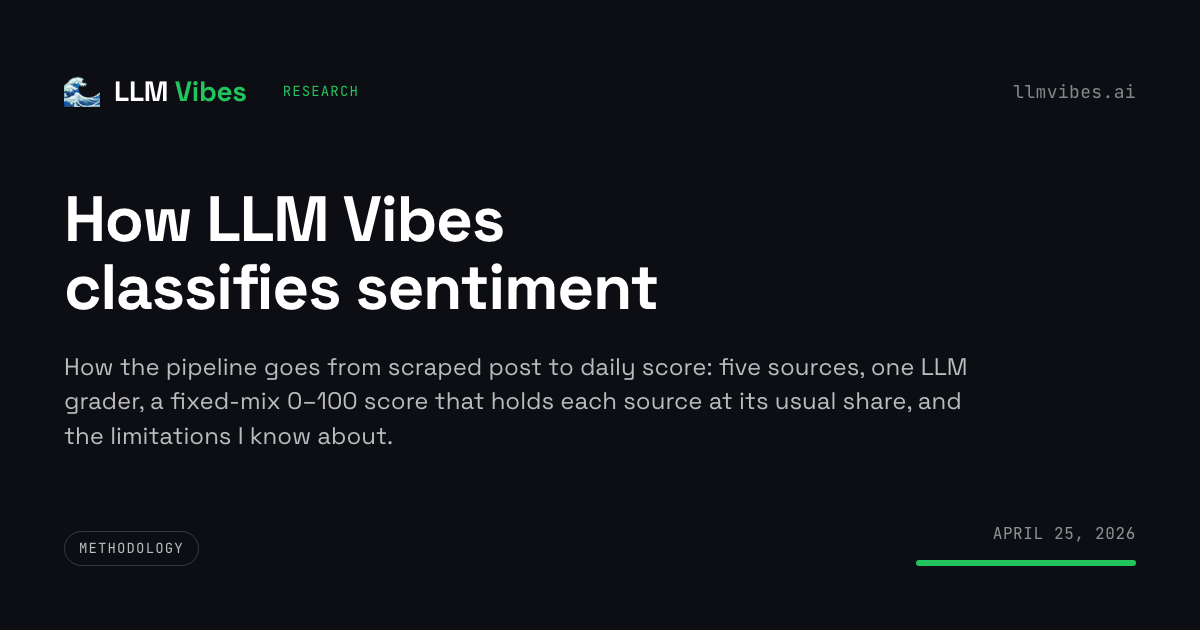 LLM Vibes RESEARCH llmvibes.ai
How LLM Vibes
classifies sentiment
How the pipeline goes from scraped post to daily score: five sources, one LLM
grader, a fixed-mix 0–100 score that holds each source at its usual share, and
the limitations I know about.
METHODOLOGY
APRIL 25, 2026